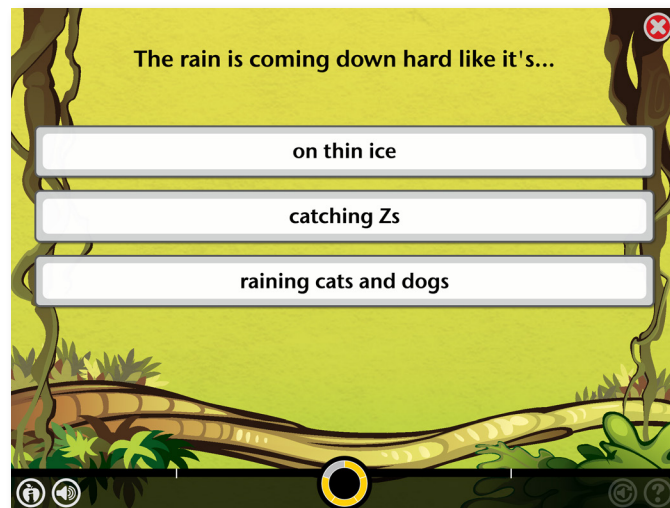 The rain is coming down hard like it's...
on thin ice
catching Zs
raining cats and dogs